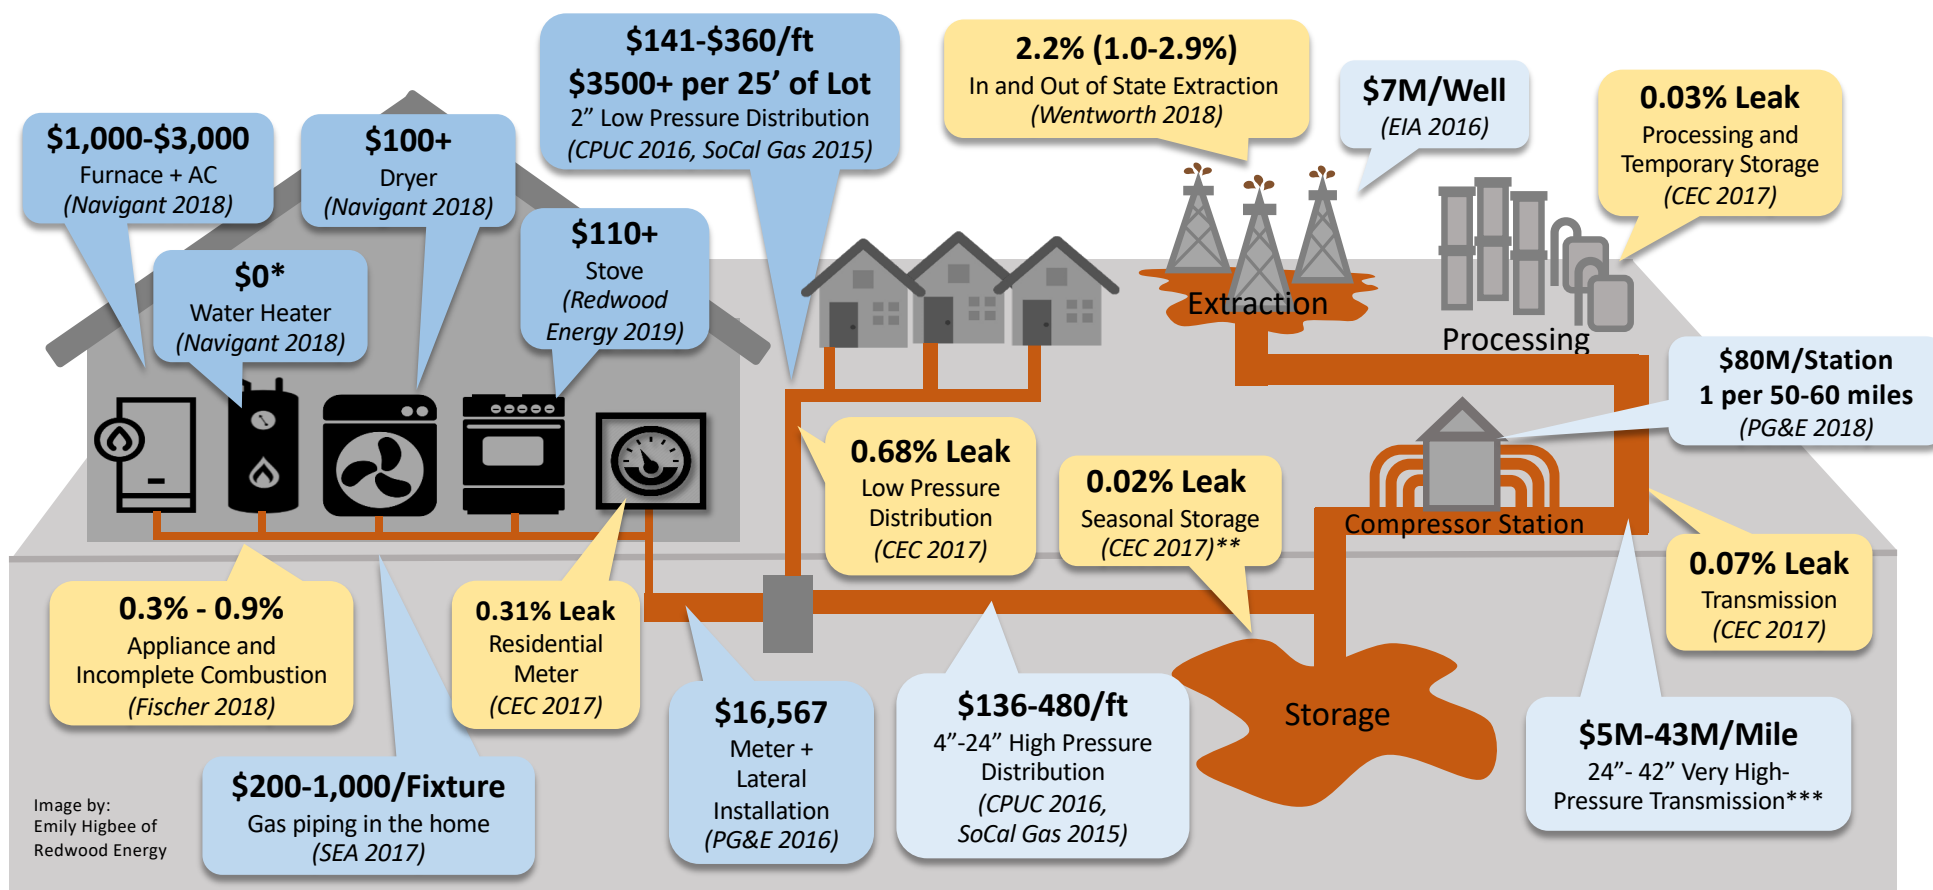 $1,000-$3,000
Furnace + AC
(Navigant 2018)
$0*
Water Heater
(Navigant 2018)
$100+
Dryer
(Navigant 2018)
$110+
Stove
(Redwood
Energy 2019)
$141-$360/ft
$3500+ per 25’ of Lot
2” Low Pressure Distribution
(CPUC 2016, SoCal Gas 2015)
2.2% (1.0-2.9%)
In and Out of State Extraction
(Wentworth 2018)
$7M/Well
(EIA 2016)
0.03% Leak
Processing and
Temporary Storage
(CEC 2017)
Extraction
Processing
$80M/Station
1 per 50-60 miles
(PG&E 2018)
Compressor Station
0.68% Leak
Low Pressure
Distribution
(CEC 2017)
0.02% Leak
Seasonal Storage
(CEC 2017)**
0.07% Leak
Transmission
(CEC 2017)
0.3% - 0.9%
Appliance and
Incomplete Combustion
(Fischer 2018)
0.31% Leak
Residential
Meter
(CEC 2017)
$200-1,000/Fixture
Gas piping in the home
(SEA 2017)
$16,567
Meter +
Lateral
Installation
(PG&E 2016)
$136-480/ft
4”-24” High Pressure
Distribution
(CPUC 2016,
SoCal Gas 2015)
Storage
$5M-43M/Mile
24”- 42” Very High-
Pressure Transmission***
Image by:
Emily Higbee of
Redwood Energy